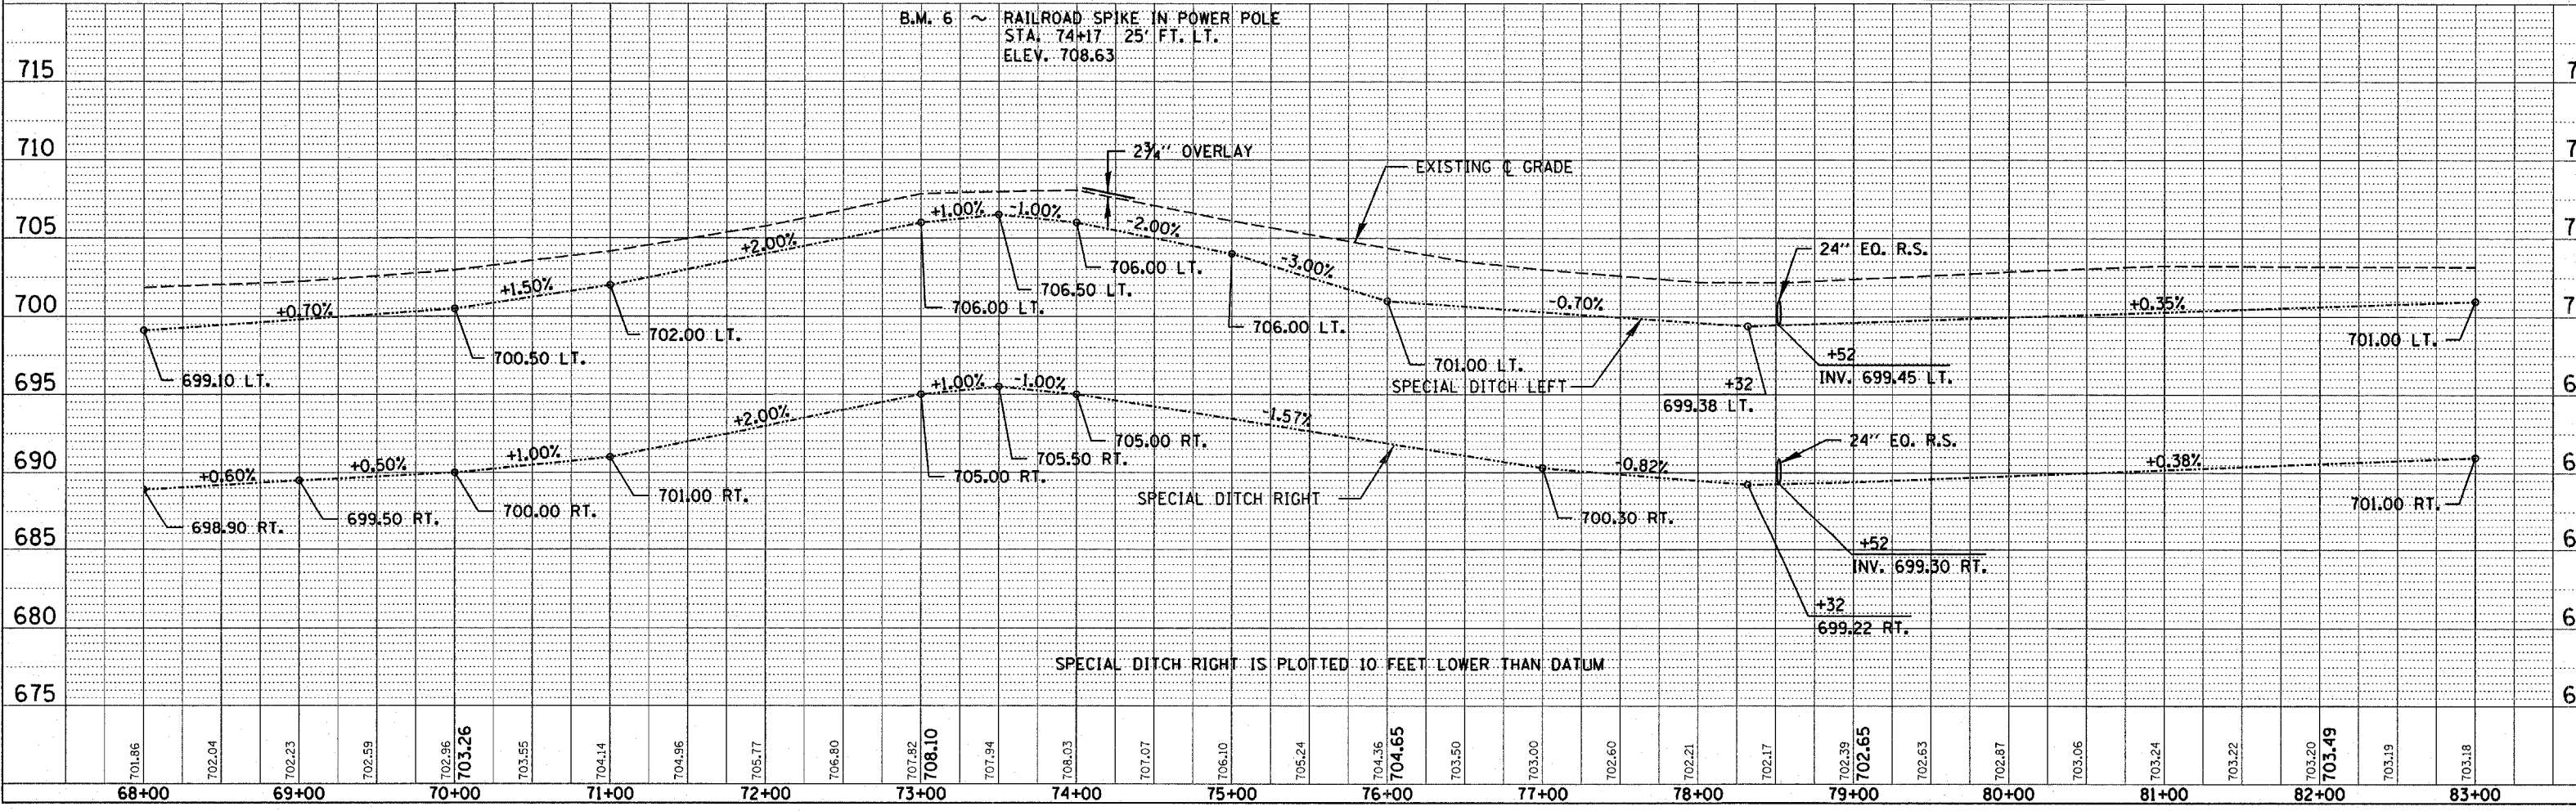 B.M. 6 ~ RAILROAD SPIKE IN POWER POLE
STA. 74+17 25' FT. LT.
ELEV. 708.63
715
7
710
7
2¾'' OVERLAY
EXISTING ℄ GRADE
705
7
+1.00%
-1.00%
-2.00%
+2.00%
24'' EQ. R.S.
706.00 LT.
-3.00%
+1.50%
706.50 LT.
700
7
+0.70%
706.00 LT.
706.00 LT.
-0.70%
+0.35%
702.00 LT.
701.00 LT.
700.50 LT.
+52
701.00 LT.
INV. 699.45 LT.
699.10 LT.
SPECIAL DITCH LEFT
+32
699.38 LT.
695
6
+1.00%
-1.00%
+2.00%
-1.57%
705.00 RT.
24'' EQ. R.S.
705.50 RT.
690
6
+0.60%
+0.50%
+1.00%
705.00 RT.
-0.82%
+0.38%
701.00 RT.
SPECIAL DITCH RIGHT
701.00 RT.
698.90 RT.
699.50 RT.
700.00 RT.
700.30 RT.
685
6
+52
INV. 699.30 RT.
680
6
+32
699.22 RT.
SPECIAL DITCH RIGHT IS PLOTTED 10 FEET LOWER THAN DATUM
675
6
701.86
702.04
702.23
702.59
702.96
703.26
703.55
704.14
704.96
705.77
706.80
707.82
708.10
707.94
708.03
707.07
706.10
705.24
704.36
704.65
703.50
703.00
702.60
702.21
702.17
702.39
702.65
702.63
702.87
703.06
703.24
703.22
703.20
703.49
703.19
703.18
68+00
69+00
70+00
71+00
72+00
73+00
74+00
75+00
76+00
77+00
78+00
79+00
80+00
81+00
82+00
83+00